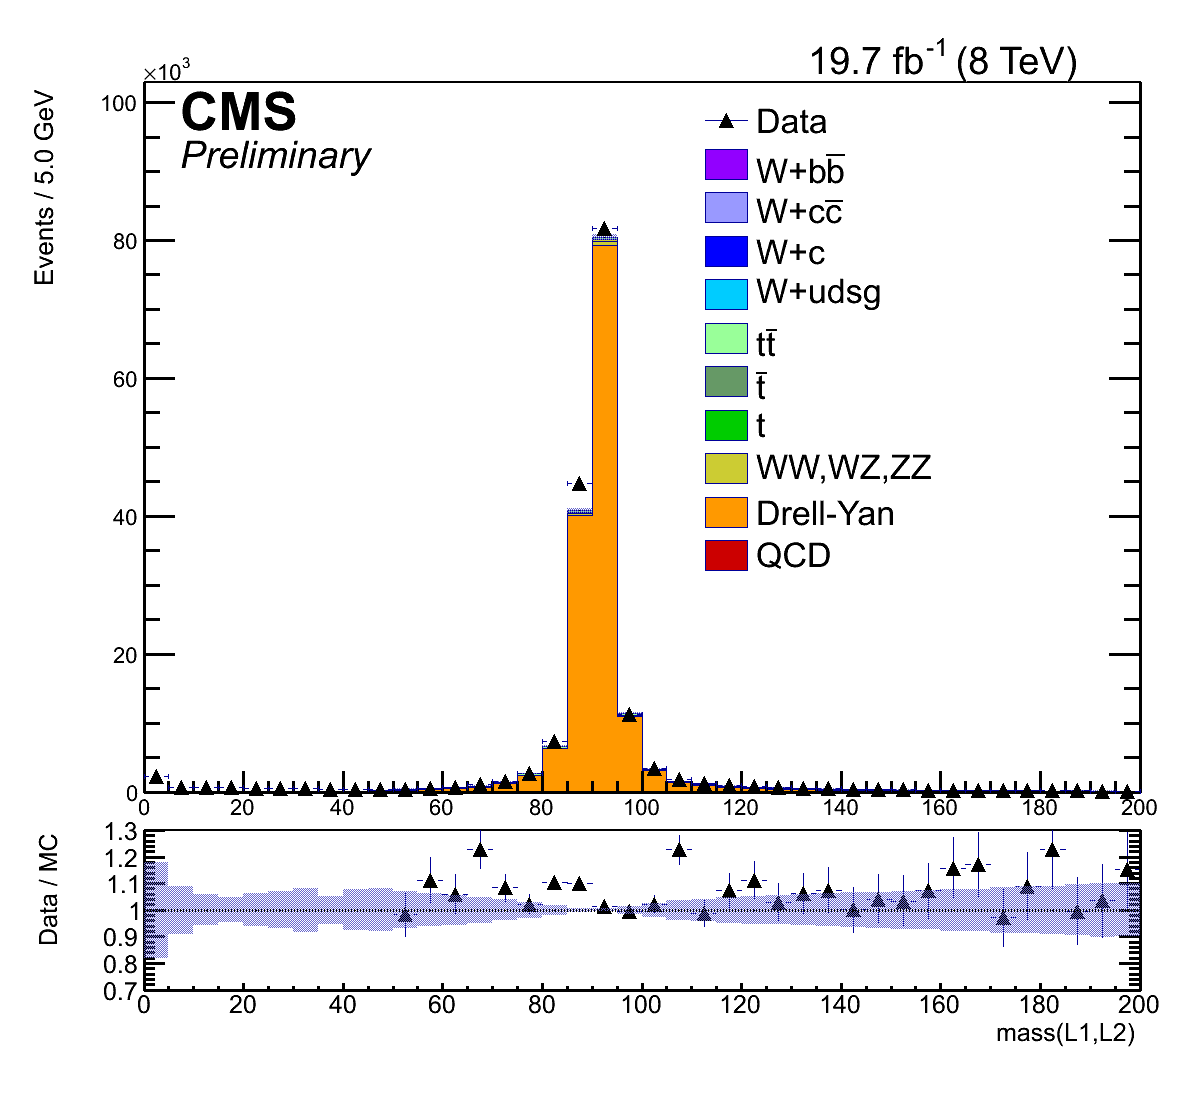 19.7 fb⁻¹ (8 TeV)
×10³
CMS
Preliminary
Events / 5.0 GeV
100
80
60
40
20
0
Data
W+bb̅
W+cc̅
W+c
W+udsg
tt̅
t̅
t
WW,WZ,ZZ
Drell-Yan
QCD
0 20 40 60 80 100 120 140 160 180 200
Data / MC
1.3
1.2
1.1
1
0.9
0.8
0.7
0 20 40 60 80 100 120 140 160 180 200
mass(L1,L2)